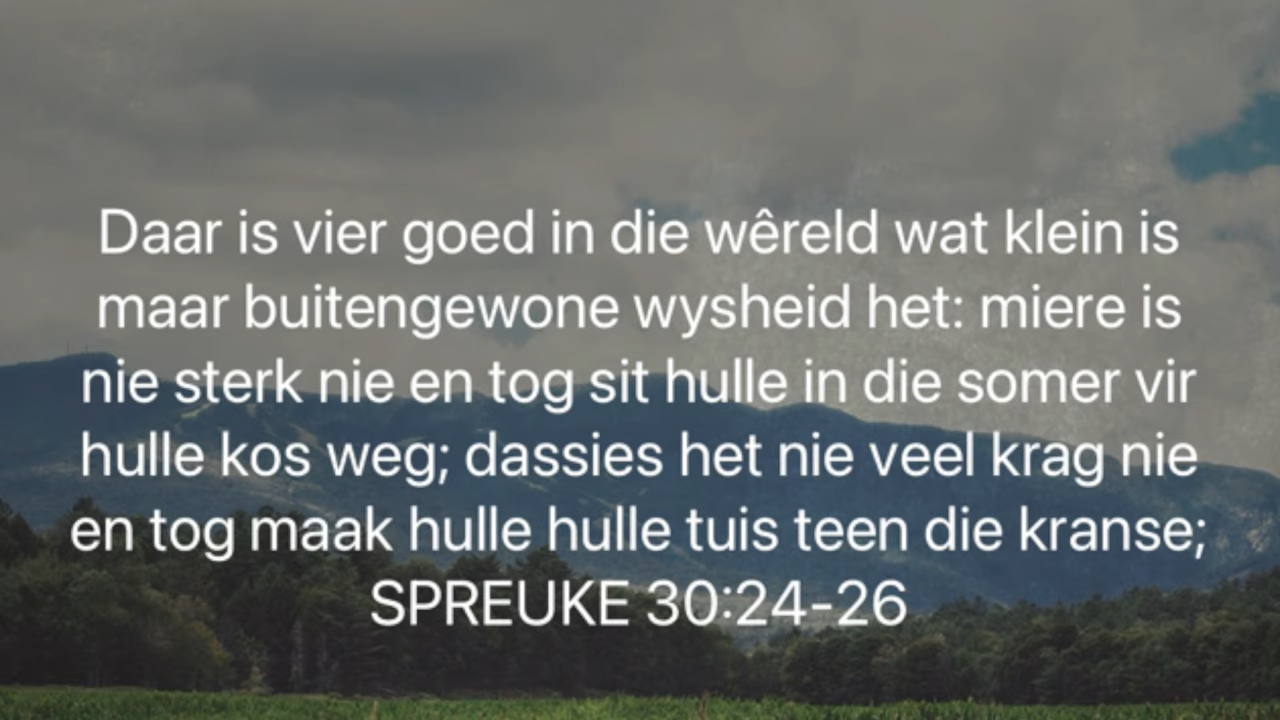 Daar is vier goed in die wêreld wat klein is
maar buitengewone wysheid het: miere is
nie sterk nie en tog sit hulle in die somer vir
hulle kos weg; dassies het nie veel krag nie
en tog maak hulle hulle tuis teen die kranse;
SPREUKE 30:24-26